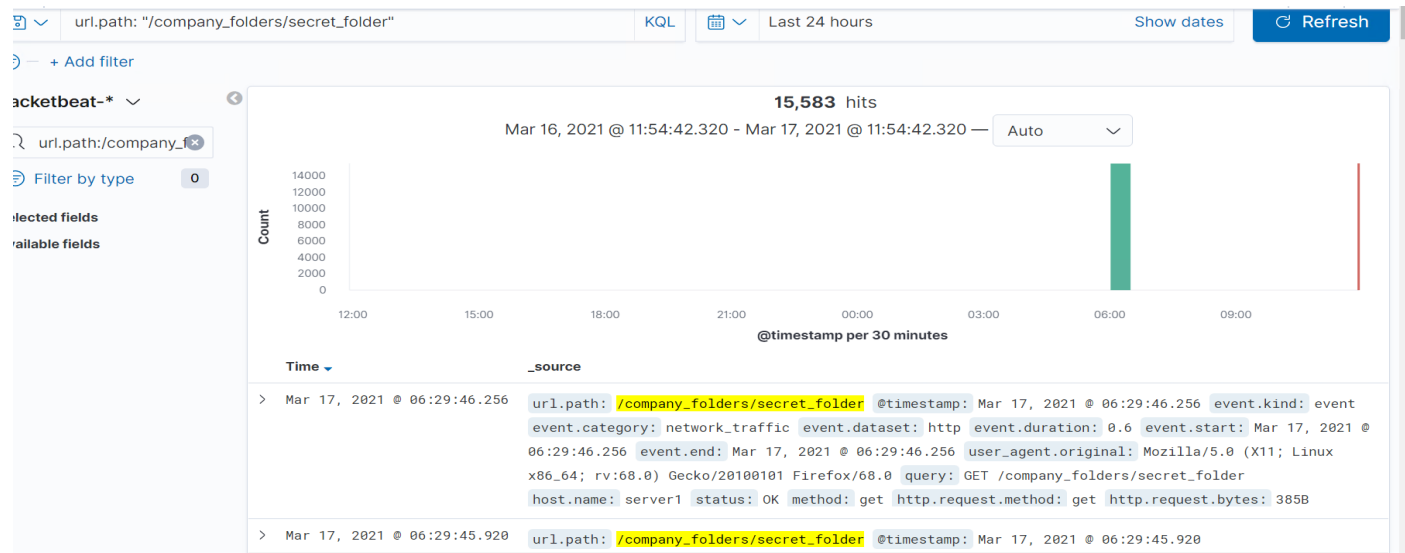 url.path: "/company_folders/secret_folder" KQL Last 24 hours Show dates Refresh
+ Add filter
acketbeat-*
url.path:/company_f
Filter by type 0
elected fields
vailable fields
15,583 hits
Mar 16, 2021 @ 11:54:42.320 - Mar 17, 2021 @ 11:54:42.320 — Auto
Count
14000
12000
10000
8000
6000
4000
2000
0
12:00 15:00 18:00 21:00 00:00 03:00 06:00 09:00
@timestamp per 30 minutes
Time _source
Mar 17, 2021 @ 06:29:46.256 url.path: /company_folders/secret_folder @timestamp: Mar 17, 2021 @ 06:29:46.256 event.kind: event
event.category: network_traffic event.dataset: http event.duration: 0.6 event.start: Mar 17, 2021 @
06:29:46.256 event.end: Mar 17, 2021 @ 06:29:46.256 user_agent.original: Mozilla/5.0 (X11; Linux
x86_64; rv:68.0) Gecko/20100101 Firefox/68.0 query: GET /company_folders/secret_folder
host.name: server1 status: OK method: get http.request.method: get http.request.bytes: 385B
Mar 17, 2021 @ 06:29:45.920 url.path: /company_folders/secret_folder @timestamp: Mar 17, 2021 @ 06:29:45.920